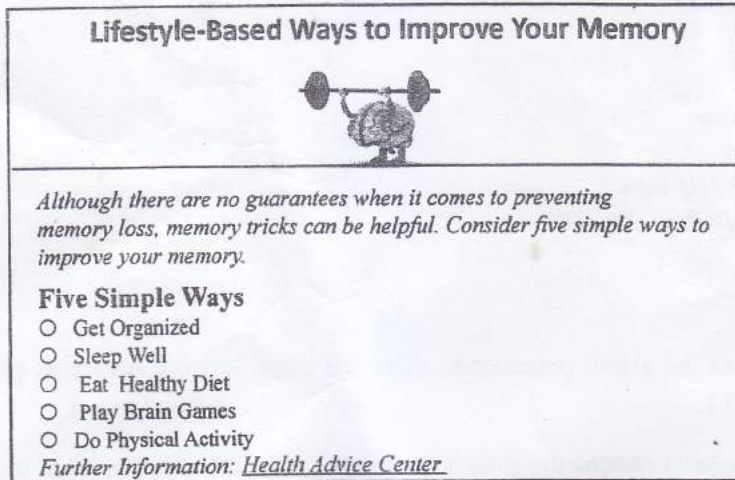 Lifestyle-Based Ways to Improve Your Memory
Although there are no guarantees when it comes to preventing
memory loss, memory tricks can be helpful. Consider five simple ways to
improve your memory.
Five Simple Ways
Get Organized
Sleep Well
Eat Healthy Diet
Play Brain Games
Do Physical Activity
Further Information: Health Advice Center